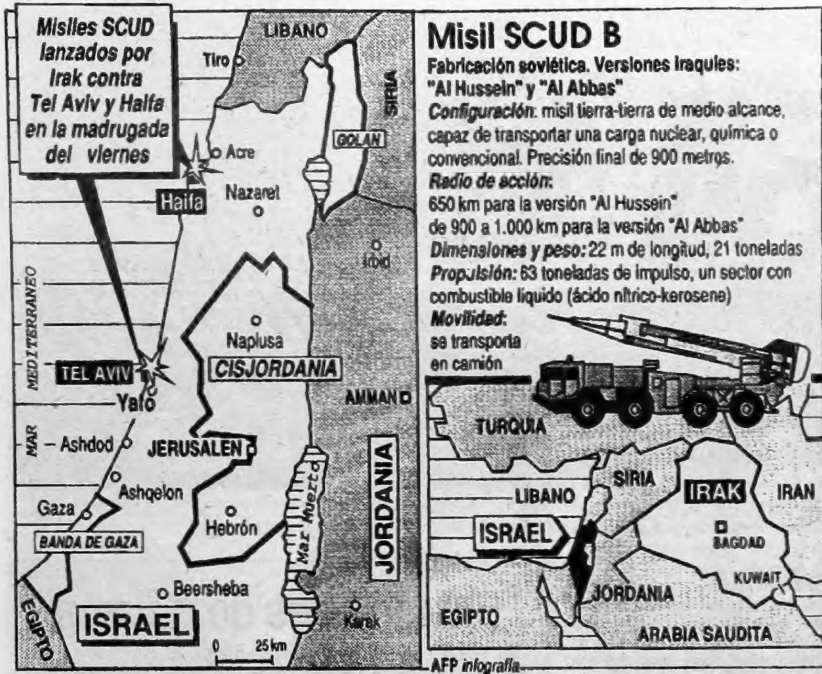 Misiles SCUD
lanzados por
Irak contra
Tel Aviv y Haifa
en la madrugada
del viernes
LIBANO
Tiro
SIRIA
GOLAN
Acre
Haifa
Nazaret
Irbid
MAR MEDITERRANEO
Naplusa
CISJORDANIA
TEL AVIV
Yafo
AMMAN
Ashdod
JERUSALEN
Ashqelon
Gaza
Hebrón
Mar Muerto
JORDANIA
BANDA DE GAZA
Beersheba
EGIPTO
ISRAEL
Karak
0 25 km
Misil SCUD B
Fabricación soviética. Versiones iraquies:
"Al Hussein" y "Al Abbas"
Configuración: misil tierra-tierra de medio alcance,
capaz de transportar una carga nuclear, química o
convencional. Precisión final de 900 metros.
Radio de acción:
650 km para la versión "Al Hussein"
de 900 a 1.000 km para la versión "Al Abbas"
Dimensiones y peso: 22 m de longitud, 21 toneladas
Propulsión: 63 toneladas de impulso, un sector con
combustible líquido (ácido nítrico-kerosene)
Movilidad:
se transporta
en camión
TURQUIA
SIRIA
LIBANO
IRAK
IRAN
ISRAEL
BAGDAD
KUWAIT
JORDANIA
EGIPTO
ARABIA SAUDITA
AFP infografía